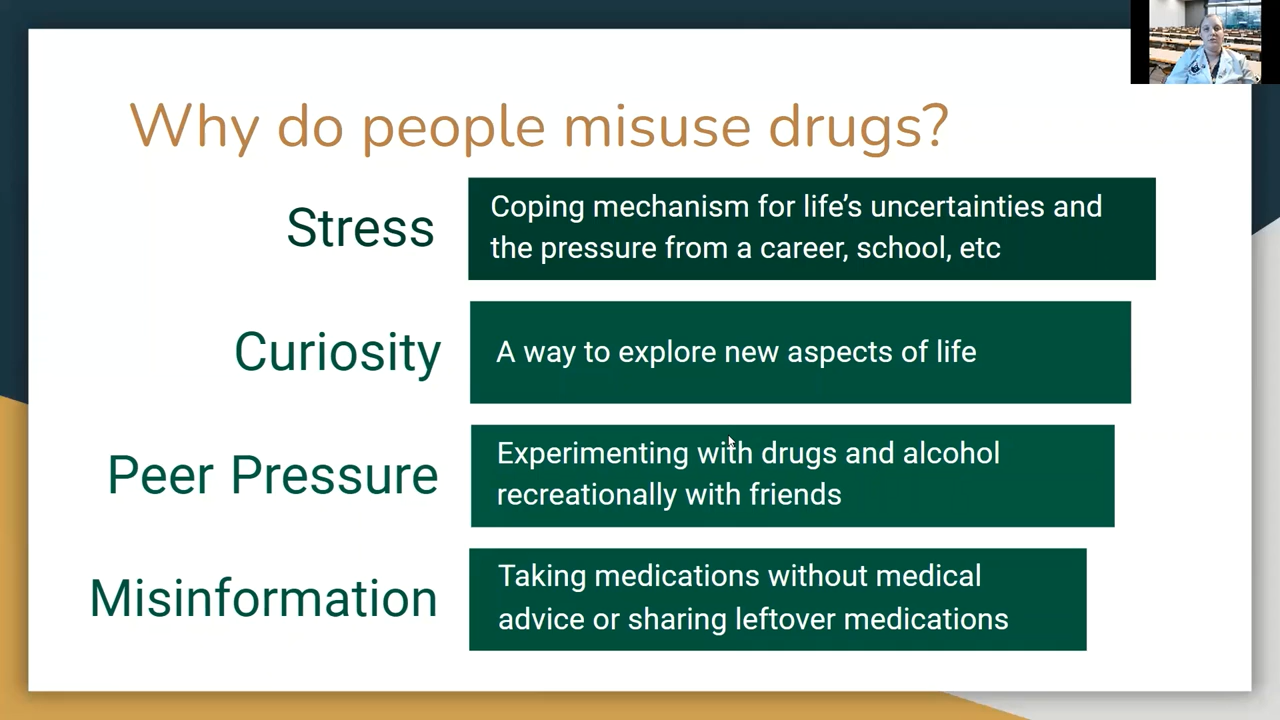 Why do people misuse drugs?
Stress
Coping mechanism for life’s uncertainties and
the pressure from a career, school, etc
Curiosity
A way to explore new aspects of life
Peer Pressure
Experimenting with drugs and alcohol
recreationally with friends
Misinformation
Taking medications without medical
advice or sharing leftover medications